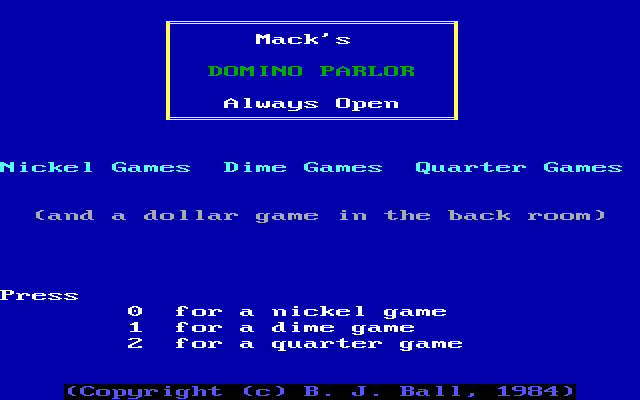 Mack's
DOMINO PARLOR
Always Open
Nickel Games  Dime Games  Quarter Games
(and a dollar game in the back room)
Press
0  for a nickel game
1  for a dime game
2  for a quarter game
(Copyright (c) B. J. Ball, 1984)